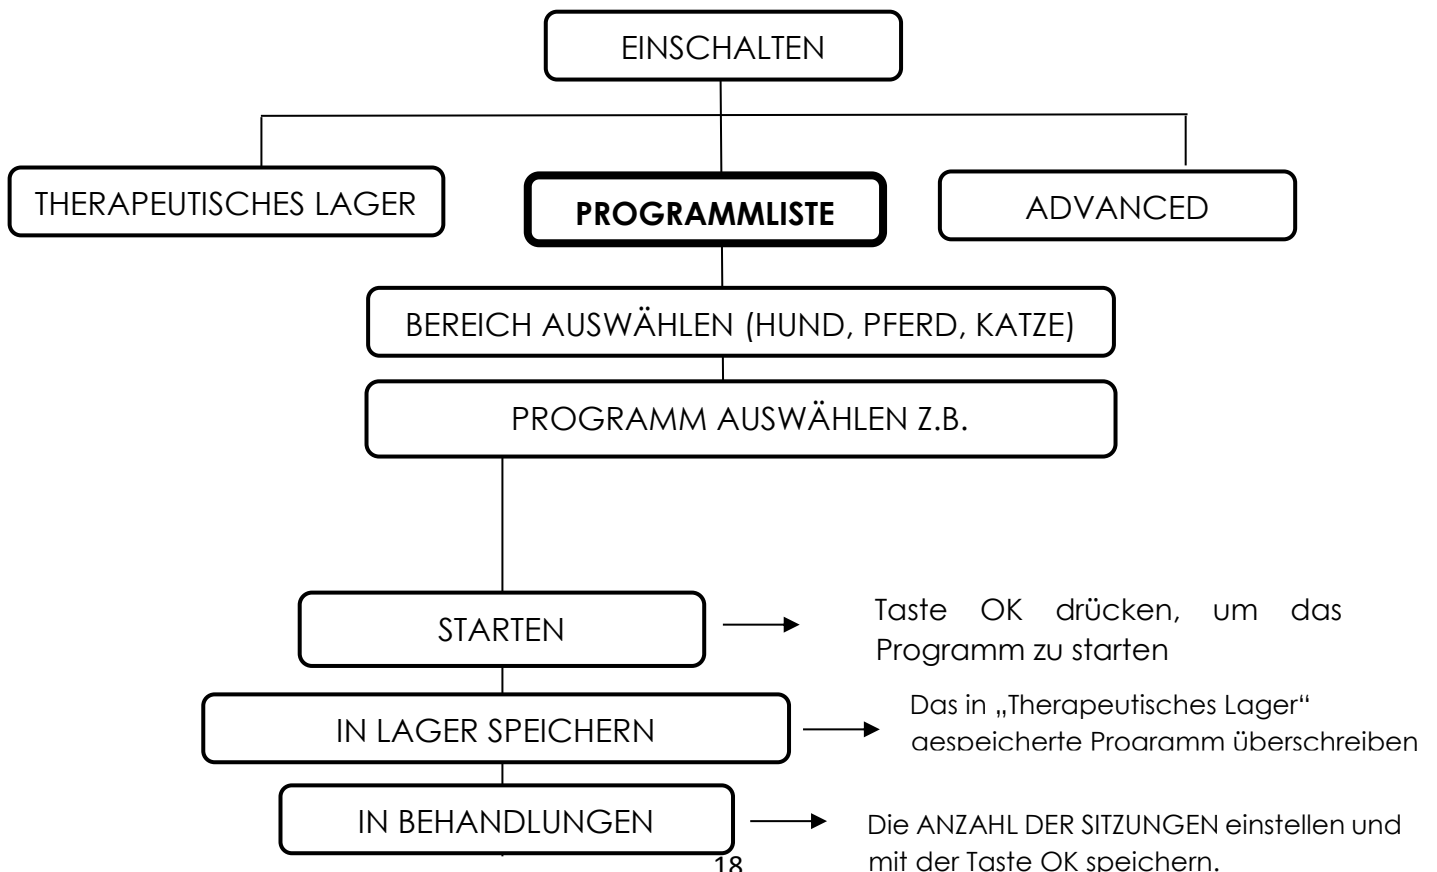 EINSCHALTEN
THERAPEUTISCHES LAGER
PROGRAMMLISTE
ADVANCED
BEREICH AUSWÄHLEN (HUND, PFERD, KATZE)
PROGRAMM AUSWÄHLEN Z.B.
STARTEN
Taste OK drücken, um das
Programm zu starten
IN LAGER SPEICHERN
Das in „Therapeutisches Lager“
gespeicherte Programm überschreiben
IN BEHANDLUNGEN
Die ANZAHL DER SITZUNGEN einstellen und
mit der Taste OK speichern.
18